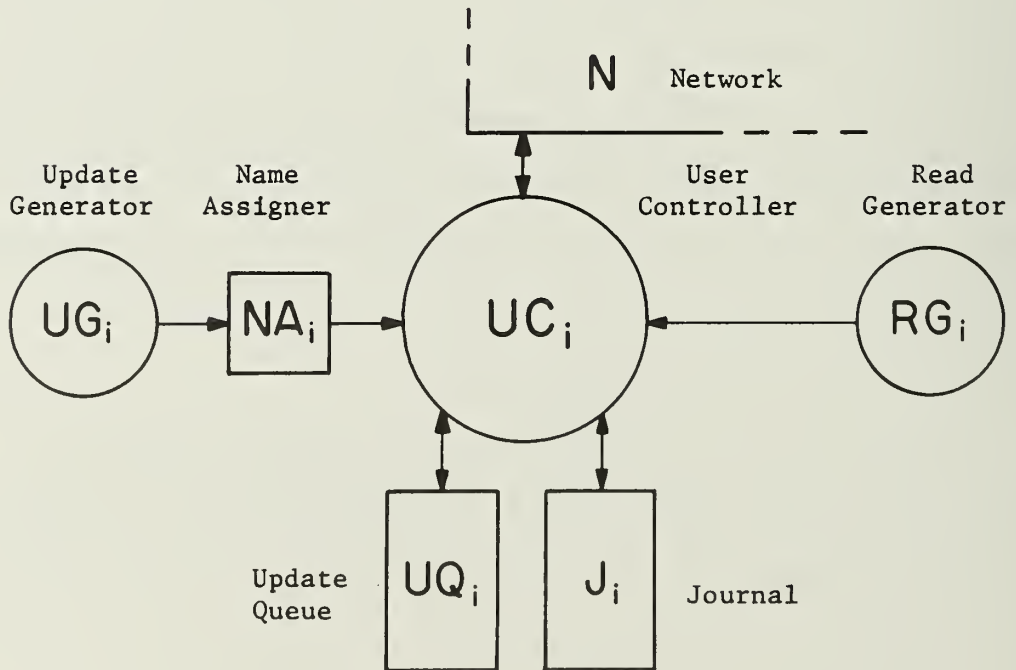 N Network
Update
Generator
Name
Assigner
User
Controller
Read
Generator
UGi
NAi
UCi
RGi
Update
Queue
UQi
Ji
Journal